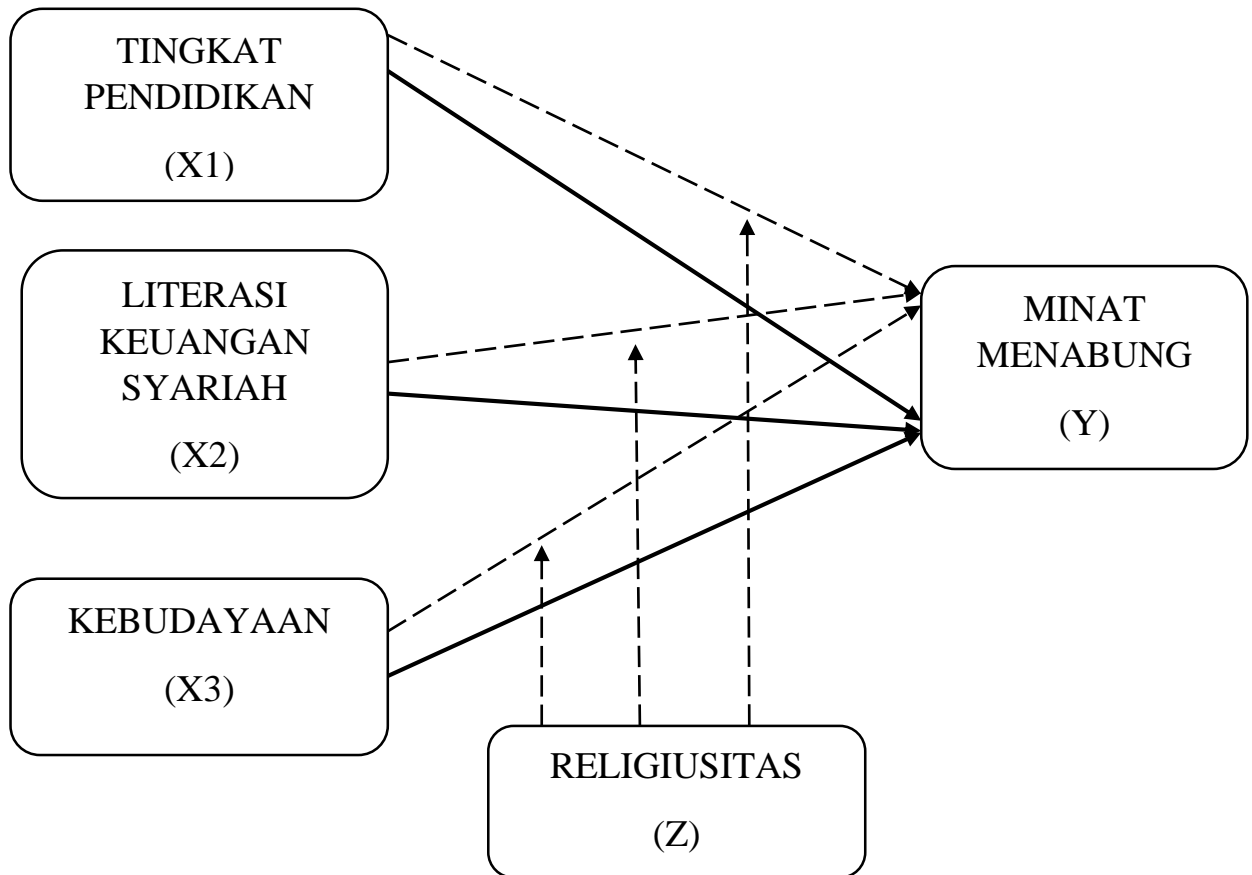 TINGKAT
PENDIDIKAN
(X1)
LITERASI
KEUANGAN
SYARIAH
(X2)
KEBUDAYAAN
(X3)
MINAT
MENABUNG
(Y)
RELIGIUSITAS
(Z)